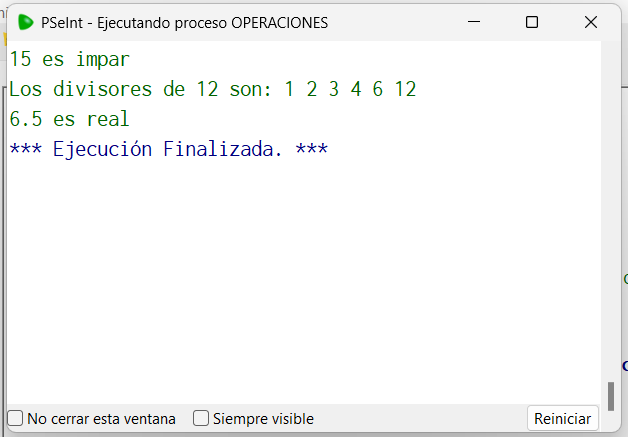 PSeInt - Ejecutando proceso OPERACIONES
15 es impar
Los divisores de 12 son: 1 2 3 4 6 12
6.5 es real
*** Ejecución Finalizada. ***
No cerrar esta ventana Siempre visible Reiniciar